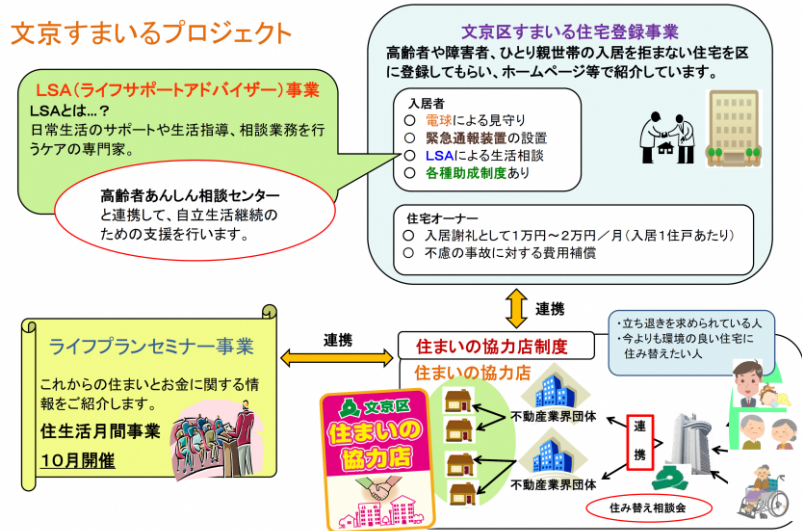 文京すまいるプロジェクト
LSA（ライフサポートアドバイザー）事業
LSAとは…？
日常生活のサポートや生活指導、相談業務を行
うケアの専門家。
高齢者あんしん相談センター
と連携して、自立生活継続の
ための支援を行います。
文京区すまいる住宅登録事業
高齢者や障害者、ひとり親世帯の入居を拒まない住宅を区
に登録してもらい、ホームページ等で紹介しています。
入居者
○ 電球による見守り
○ 緊急通報装置の設置
○ LSAによる生活相談
○ 各種助成制度あり
住宅オーナー
○ 入居謝礼として1万円～2万円／月（入居1住戸あたり）
○ 不慮の事故に対する費用補償
連携
ライフプランセミナー事業
これからの住まいとお金に関する情
報をご紹介します。
住生活月間事業
10月開催
連携
住まいの協力店制度
住まいの協力店
・立ち退きを求められている人
・今よりも環境の良い住宅に
住み替えたい人
文京区
住まいの
協力店
不動産業界団体
不動産業界団体
連携
住み替え相談会